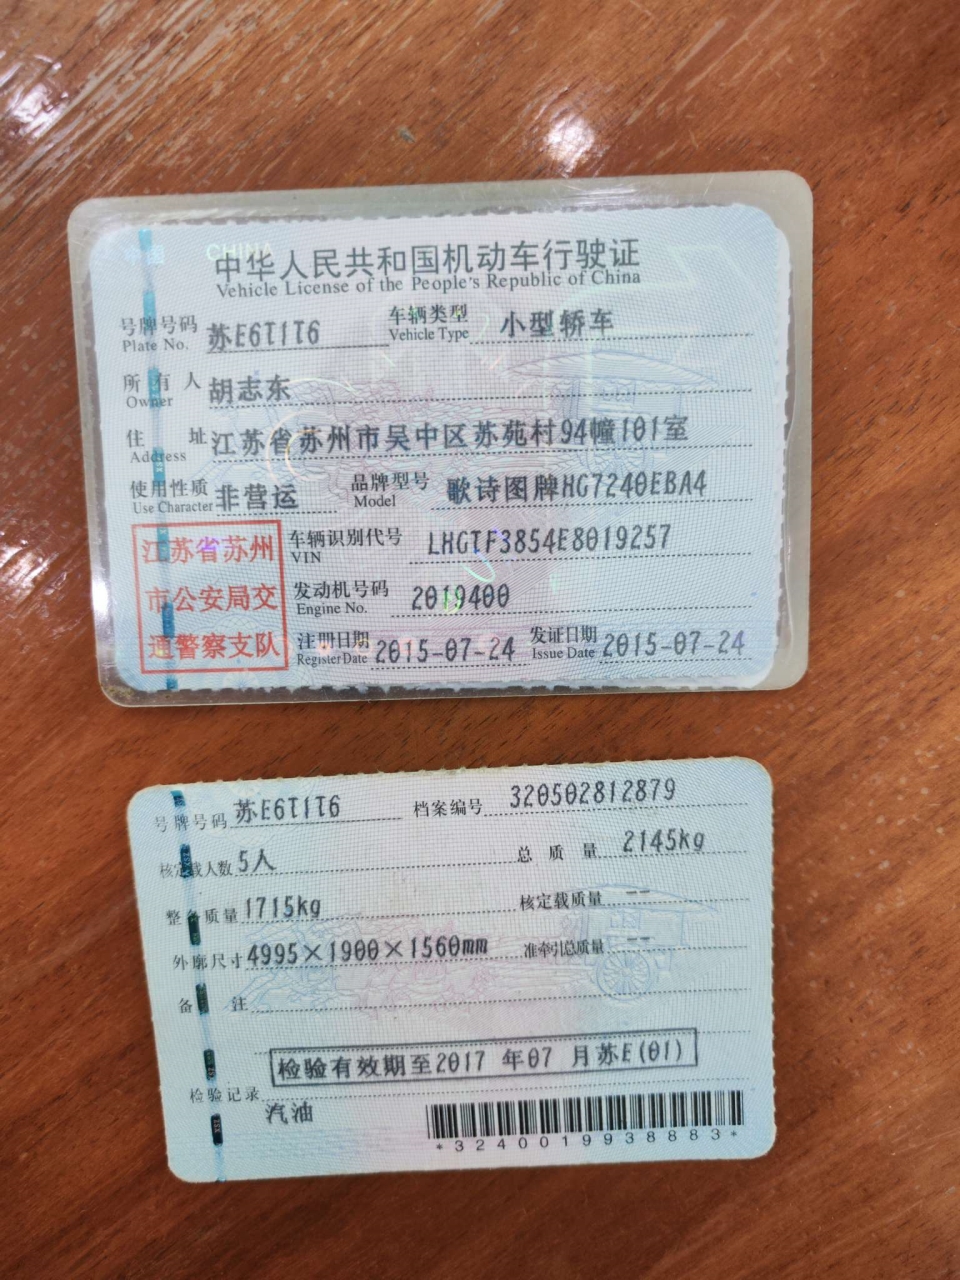 CHINA
中华人民共和国机动车行驶证
Vehicle License of the People's Republic of China
号牌号码 苏E6T1T6 车辆类型 小型轿车
Plate No. Vehicle Type
所有人 胡志东
Owner
住址 江苏省苏州市吴中区苏苑村94幢101室
Address
使用性质 非营运 品牌型号 歌诗图牌HG7240EBA4
Use Character Model
江苏省苏州
市公安局交
通警察支队
车辆识别代号 LHGTF3854E8019257
VIN
发动机号码 2019400
Engine No.
注册日期 2015-07-24 发证日期 2015-07-24
Register Date Issue Date
号牌号码 苏E6T1T6 档案编号 320502812879
核定载人数 5人 总质量 2145kg
整备质量 1715kg 核定载质量 --
外廓尺寸 4995×1900×1560mm 准牵引总质量 --
备注
检验有效期至2017 年07 月苏E(01)
检验记录
汽油
*3240019938883*